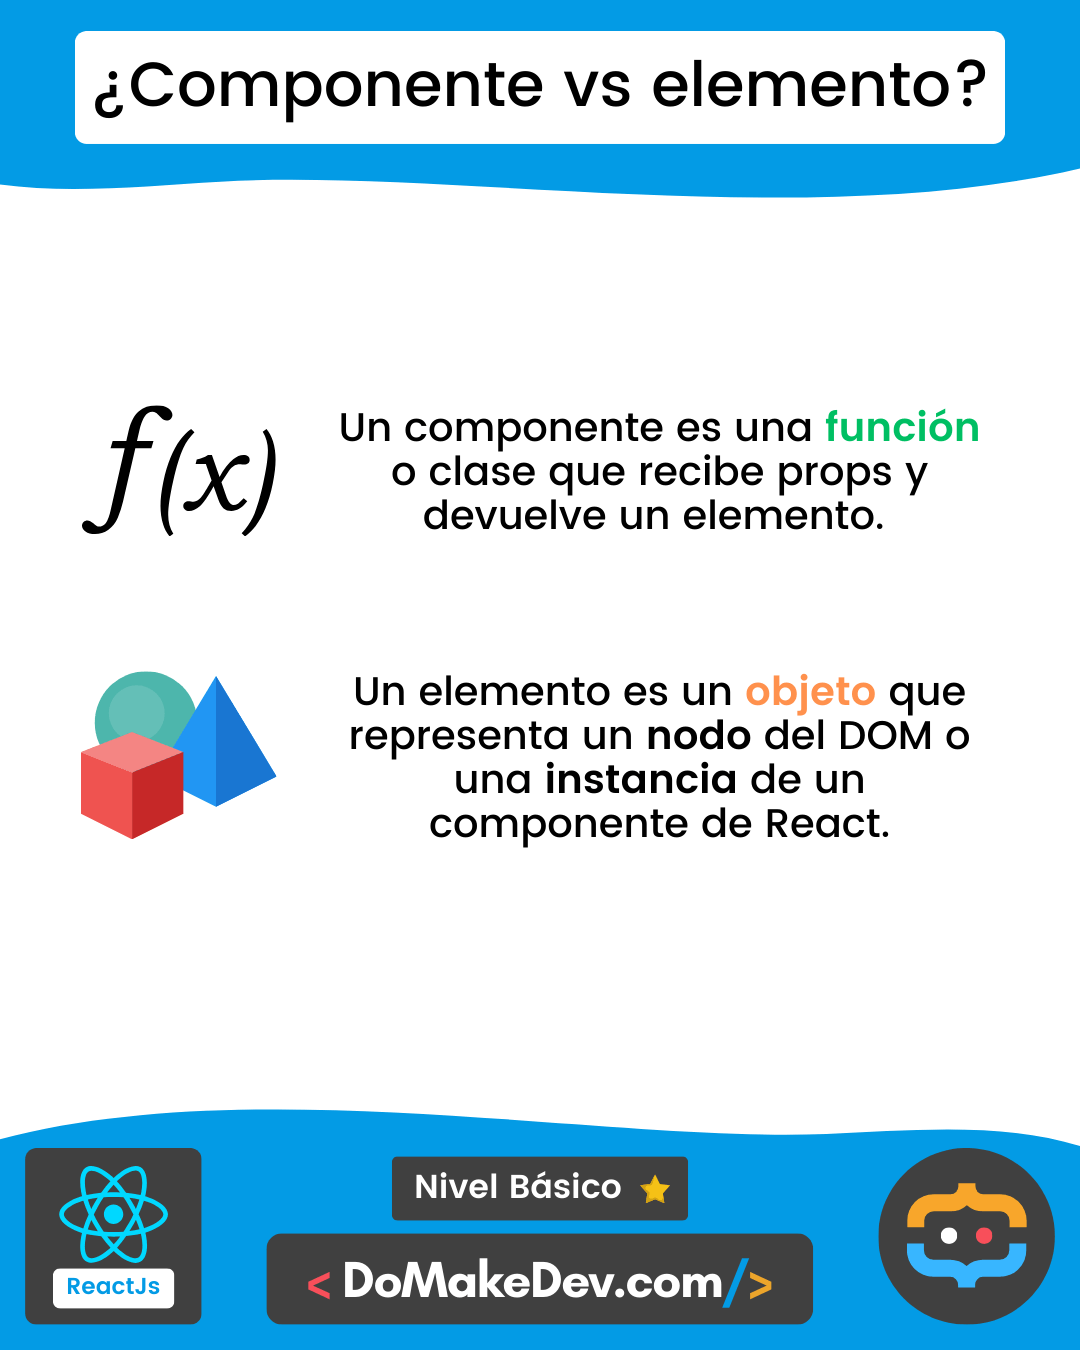 ¿Componente vs elemento?
f(x)
Un componente es una función
o clase que recibe props y
devuelve un elemento.
Un elemento es un objeto que
representa un nodo del DOM o
una instancia de un
componente de React.
Nivel Básico
ReactJs
< DoMakeDev.com/>